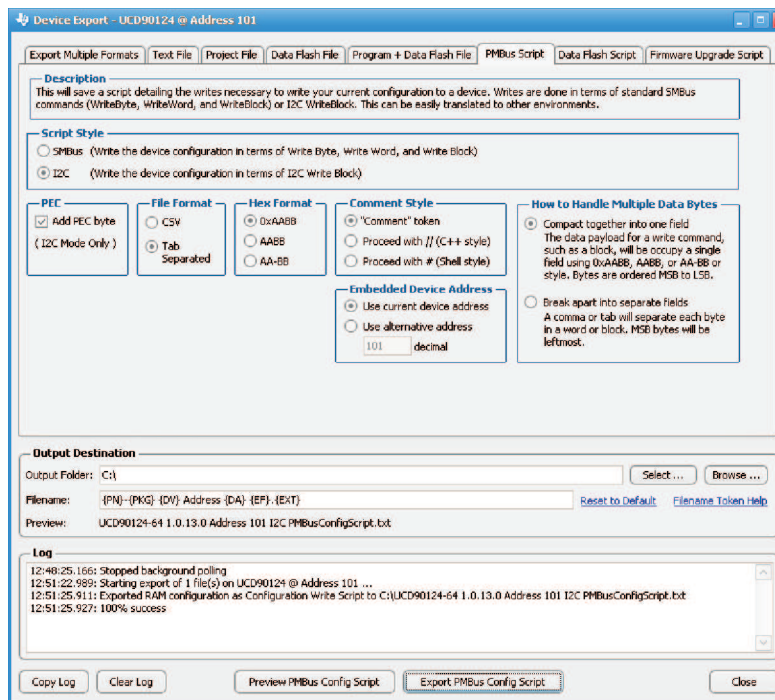 Device Export - UCD90124 @ Address 101
Export Multiple Formats
Text File
Project File
Data Flash File
Program + Data Flash File
PMBus Script
Data Flash Script
Firmware Upgrade Script
Description
This will save a script detailing the writes necessary to write your current configuration to a device. Writes are done in terms of standard SMBus
commands (WriteByte, WriteWord, and WriteBlock) or I2C WriteBlock. This can be easily translated to other environments.
Script Style
SMBus (Write the device configuration in terms of Write Byte, Write Word, and Write Block)
I2C (Write the device configuration in terms of I2C Write Block)
PEC
Add PEC byte
( I2C Mode Only )
File Format
CSV
Tab
Separated
Hex Format
0xAABB
AABB
AA-BB
Comment Style
"Comment" token
Proceed with // (C++ style)
Proceed with # (Shell style)
Embedded Device Address
Use current device address
Use alternative address
101 decimal
How to Handle Multiple Data Bytes
Compact together into one field
The data payload for a write command,
such as a block, will be occupy a single
field using 0xAABB, AABB, or AA-BB or
style. Bytes are ordered MSB to LSB.
Break apart into separate fields
A comma or tab will separate each byte
in a word or block. MSB bytes will be
leftmost.
Output Destination
Output Folder: C:\
Select ...
Browse ...
Filename: {PN}-{PKG} {DV} Address {DA} {EF}.{EXT}
Reset to Default
Filename Token Help
Preview: UCD90124-64 1.0.13.0 Address 101 I2C PMBusConfigScript.txt
Log
12:48:25.166: Stopped background polling
12:51:22.989: Starting export of 1 file(s) on UCD90124 @ Address 101 ...
12:51:25.911: Exported RAM configuration as Configuration Write Script to C:\UCD90124-64 1.0.13.0 Address 101 I2C PMBusConfigScript.txt
12:51:25.927: 100% success
Copy Log
Clear Log
Preview PMBus Config Script
Export PMBus Config Script
Close